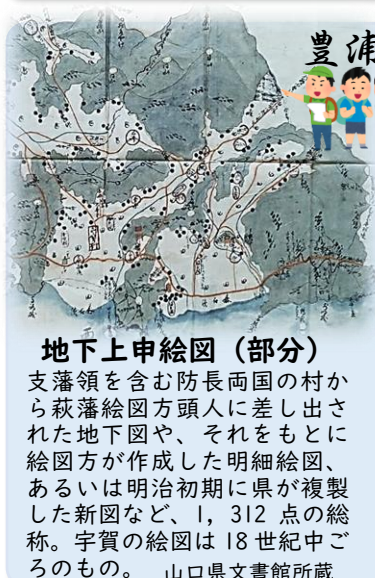 豊浦
地下上申絵図（部分）
支藩領を含む防長両国の村か
ら萩藩絵図方頭人に差し出さ
れた地下図や、それをもとに
絵図方が作成した明細絵図、
あるいは明治初期に県が複製
した新図など、1, 312 点の総
称。宇賀の絵図は 18 世紀中ご
ろのもの。 山口県文書館所蔵